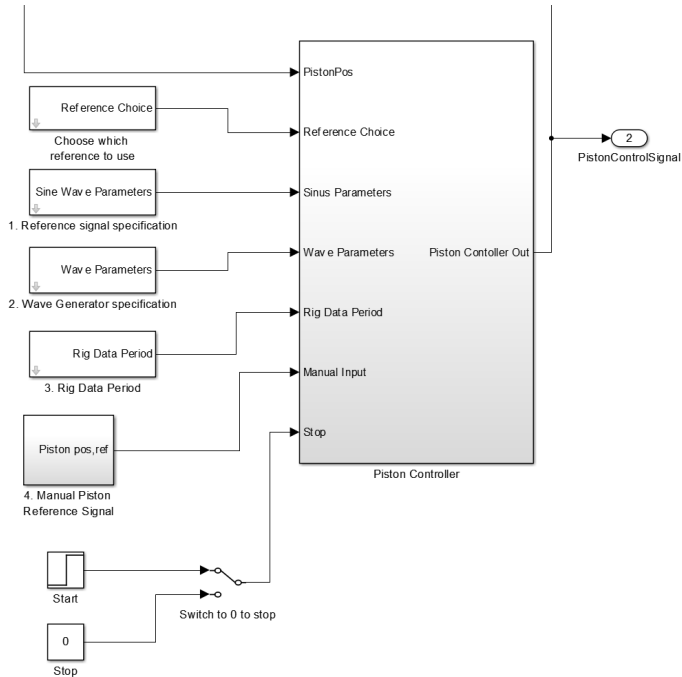 PistonPos
Reference Choice
Choose which
reference to use
Reference Choice
Sine Wave Parameters
1. Reference signal specification
Sinus Parameters
Wave Parameters
2. Wave Generator specification
Wave Parameters
Piston Contoller Out
2
PistonControlSignal
Rig Data Period
3. Rig Data Period
Rig Data Period
Manual Input
Piston pos,ref
4. Manual Piston
Reference Signal
Stop
Piston Controller
Start
Switch to 0 to stop
0
Stop